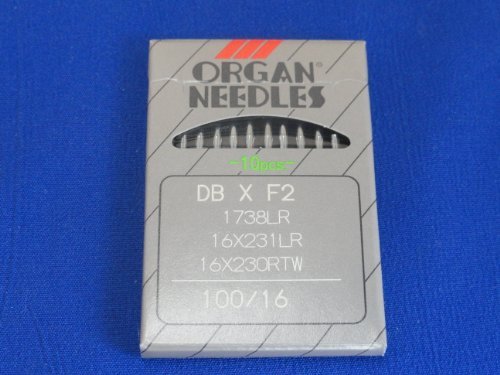 ORGAN®
NEEDLES
-10pcs-
DB X F2
1738LR
16X231LR
16X230RTW
100/16